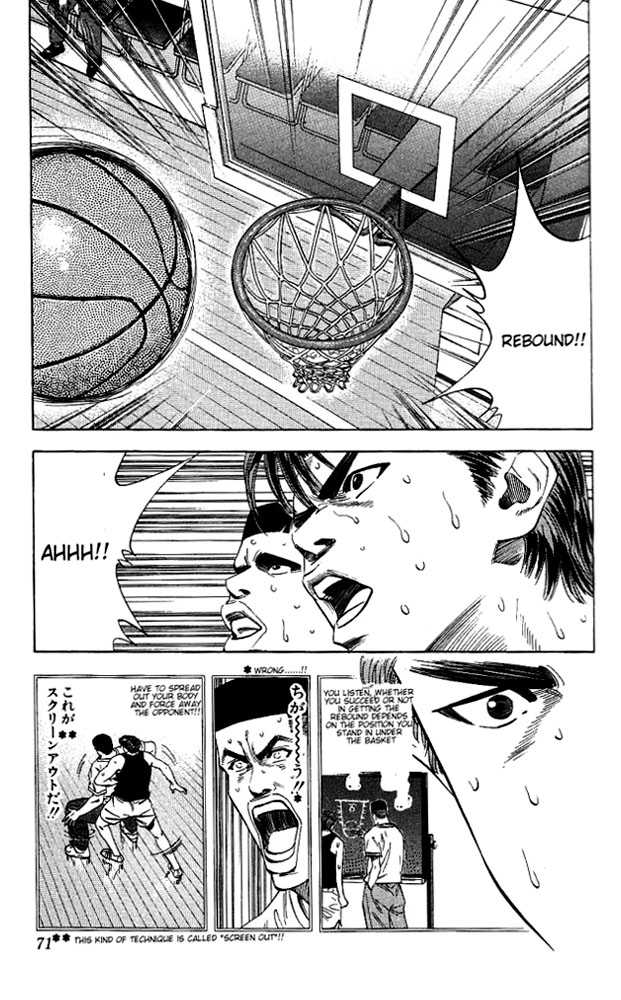 REBOUND!!
AHHH!!
YOU LISTEN, WHETHER
YOU SUCCEED OR NOT
IN GETTING THE
REBOUND DEPENDS
ON THE POSITION YOU
STAND IN UNDER
THE BASKET
* WRONG......!!
ちが〜〜〜う!!*
HAVE TO SPREAD
OUT YOUR BODY
AND FORCE AWAY
THE OPPONENT!!
これが**
スクリーンアウトだ!!
71 ** THIS KIND OF TECHNIQUE IS CALLED "SCREEN OUT"!!